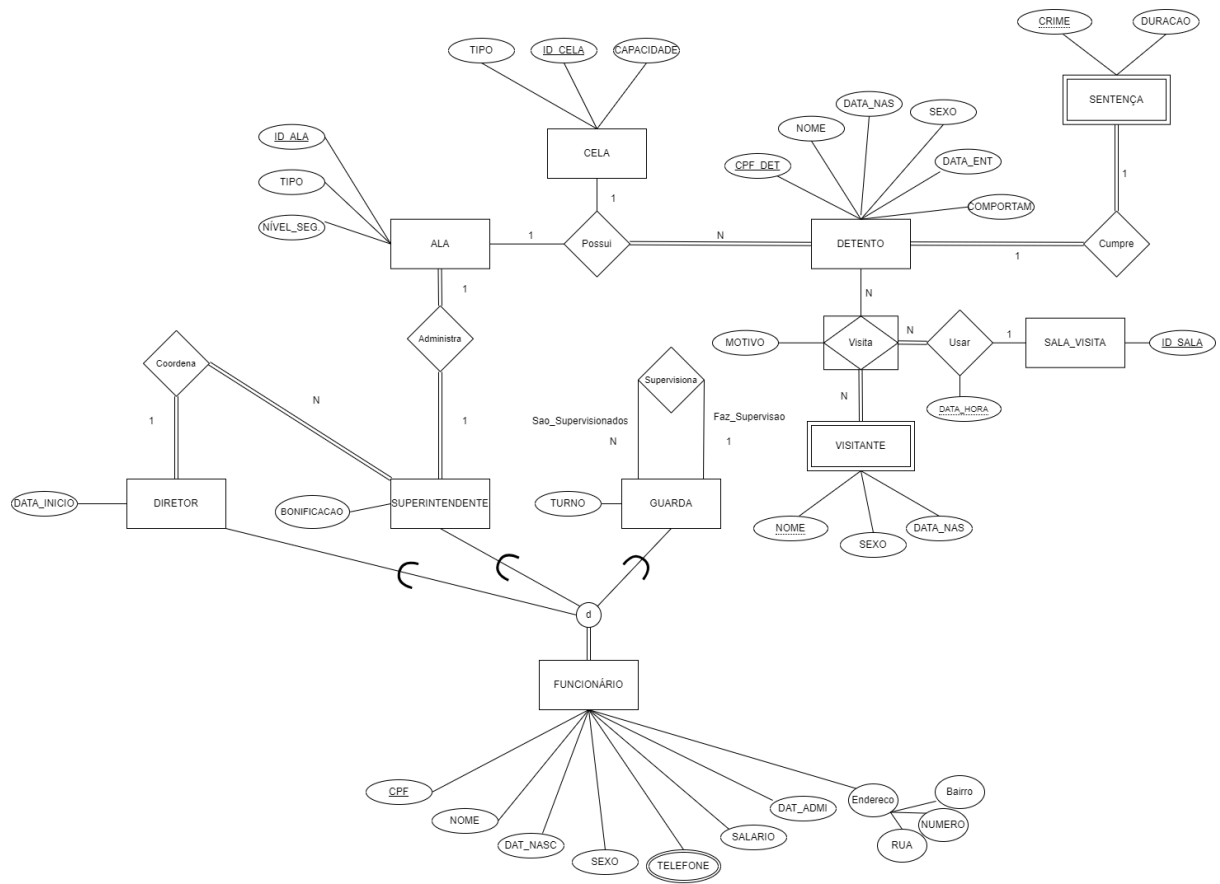 CRIME
DURACAO
TIPO
ID_CELA
CAPACIDADE
SENTENÇA
DATA_NAS
SEXO
NOME
ID_ALA
CELA
CPF_DET
DATA_ENT
TIPO
1
COMPORTAM.
1
NÍVEL_SEG.
ALA
1
Possui
N
DETENTO
1
Cumpre
1
N
Administra
MOTIVO
Visita
N
Usar
1
SALA_VISITA
ID_SALA
Coordena
Supervisiona
N
DATA_HORA
N
1
1
Sao_Supervisionados
Faz_Supervisao
N
1
VISITANTE
DATA_INICIO
DIRETOR
BONIFICACAO
SUPERINTENDENTE
TURNO
GUARDA
NOME
SEXO
DATA_NAS
d
FUNCIONÁRIO
CPF
NOME
DAT_NASC
SEXO
TELEFONE
SALARIO
DAT_ADMI
Endereco
Bairro
NUMERO
RUA